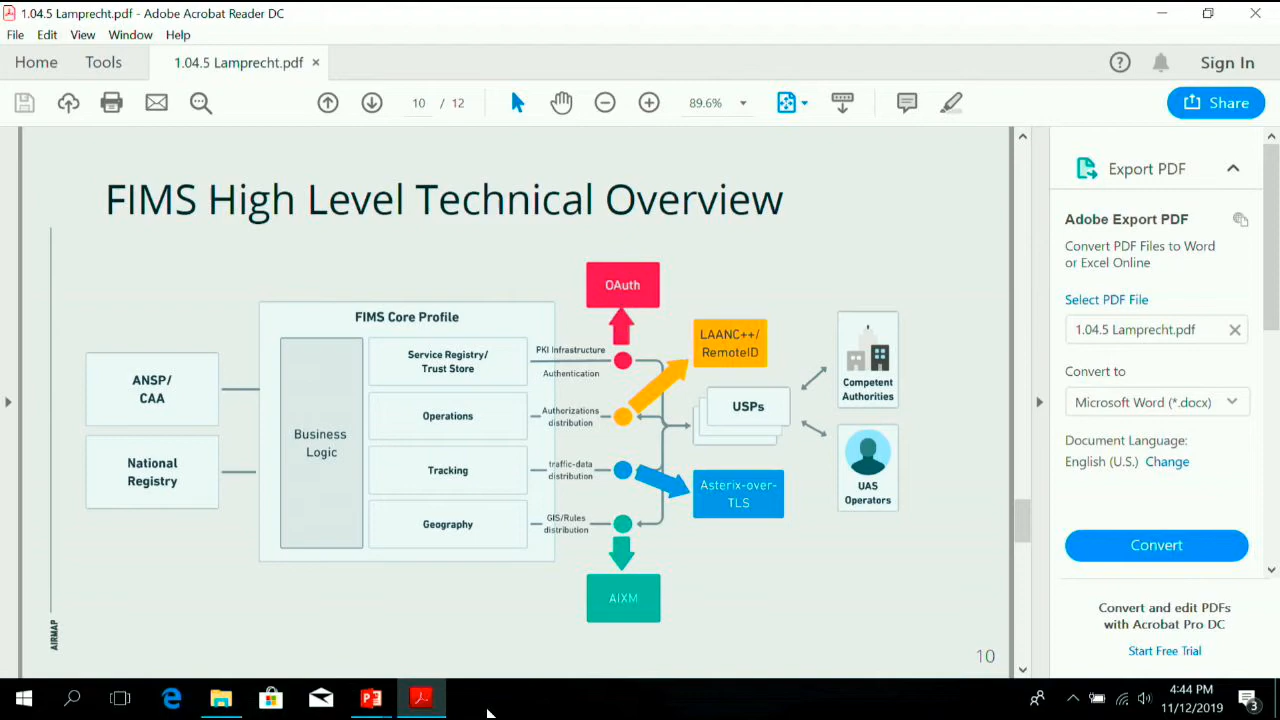 1.04.5 Lamprecht.pdf - Adobe Acrobat Reader DC
File Edit View Window Help
Home Tools 1.04.5 Lamprecht.pdf × Sign In
10 / 12 89.6% Share
FIMS High Level Technical Overview
ANSP/
CAA
National
Registry
FIMS Core Profile
Business
Logic
Service Registry/
Trust Store
Operations
Tracking
Geography
PKI Infrastructure
Authentication
Authorizations
distribution
traffic-data
distribution
GIS/Rules
distribution
OAuth
LAANC++/
RemoteID
USPs
Asterix-over-
TLS
AIXM
Competent
Authorities
UAS
Operators
AIRMAP
10
Export PDF
Adobe Export PDF
Convert PDF Files to Word
or Excel Online
Select PDF File
1.04.5 Lamprecht.pdf
Convert to
Microsoft Word (*.docx)
Document Language:
English (U.S.) Change
Convert
Convert and edit PDFs
with Acrobat Pro DC
Start Free Trial
4:44 PM
11/12/2019
3